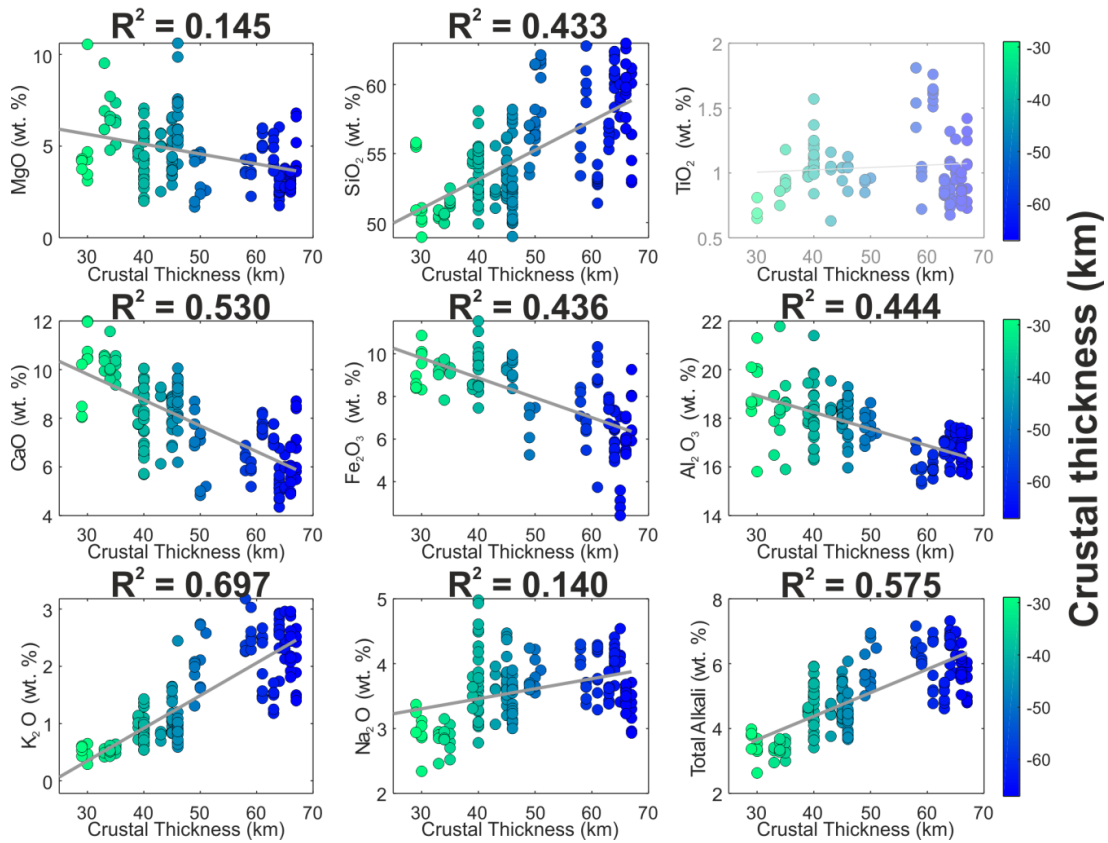 R² = 0.145
R² = 0.433
10
5
0
MgO (wt. %)
30 40 50 60 70
Crustal Thickness (km)
60
55
50
SiO₂ (wt. %)
30 40 50 60 70
Crustal Thickness (km)
2
1.5
1
0.5
TiO₂ (wt. %)
30 40 50 60 70
Crustal Thickness (km)
-30
-40
-50
-60
R² = 0.530
R² = 0.436
R² = 0.444
12
10
8
6
4
CaO (wt. %)
30 40 50 60 70
Crustal Thickness (km)
10
8
6
4
Fe₂O₃ (wt. %)
30 40 50 60 70
Crustal Thickness (km)
22
20
18
16
14
Al₂O₃ (wt. %)
30 40 50 60 70
Crustal Thickness (km)
-30
-40
-50
-60
R² = 0.697
R² = 0.140
R² = 0.575
3
2
1
0
K₂O (wt. %)
30 40 50 60 70
Crustal Thickness (km)
5
4
3
2
Na₂O (wt. %)
30 40 50 60 70
Crustal Thickness (km)
8
6
4
2
Total Alkali (wt. %)
30 40 50 60 70
Crustal Thickness (km)
-30
-40
-50
-60
Crustal thickness (km)